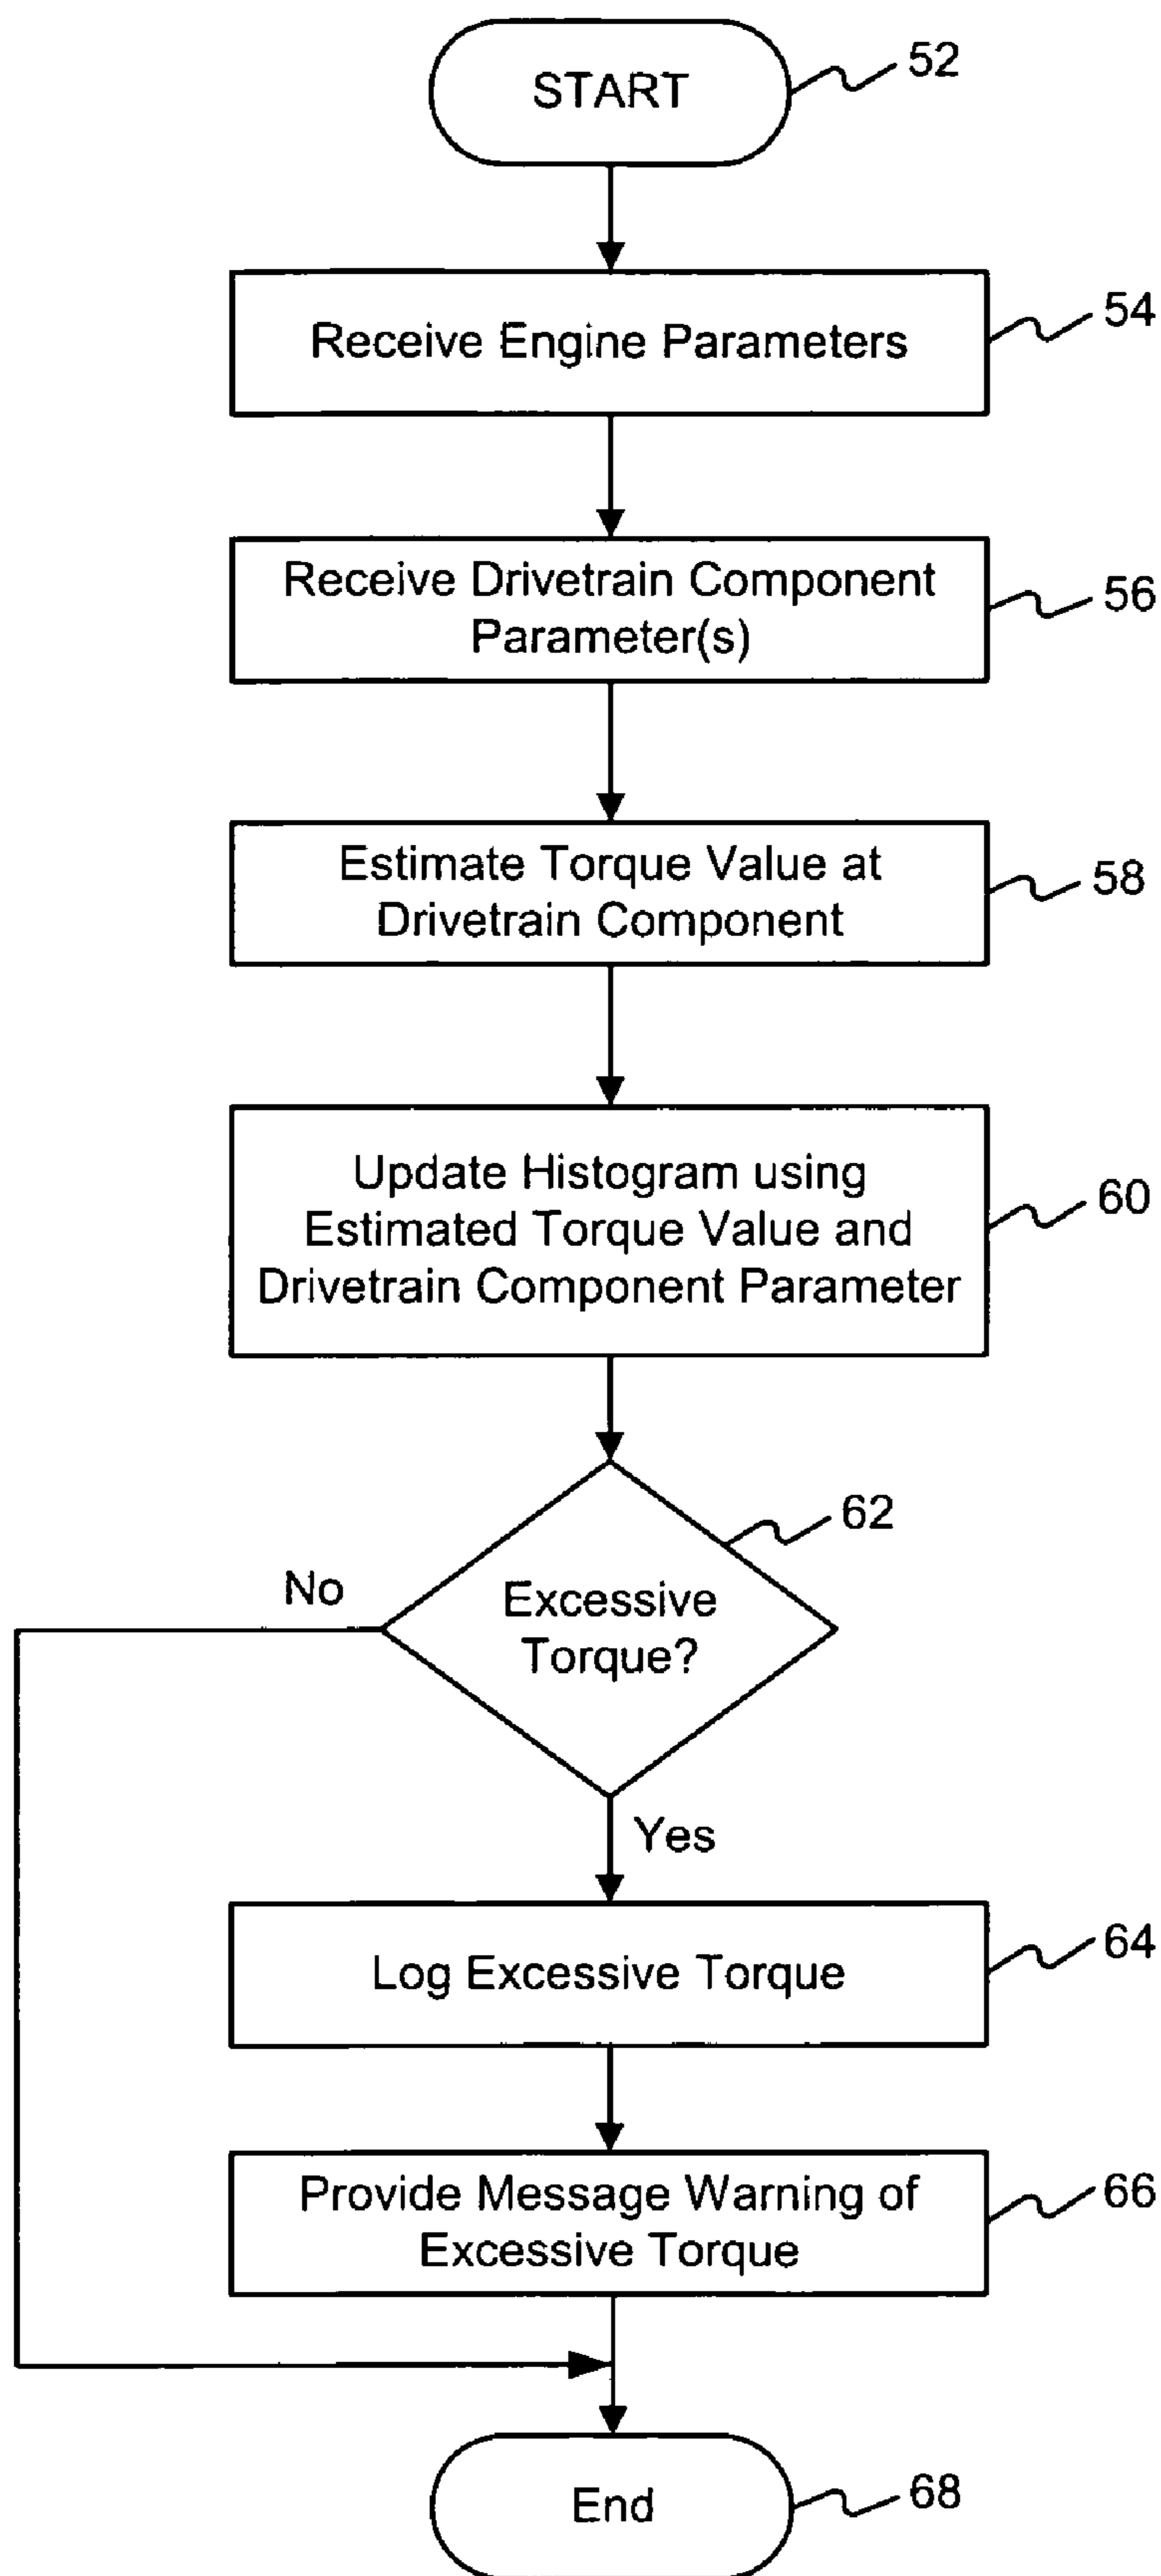 START
52
Receive Engine Parameters
54
Receive Drivetrain Component
Parameter(s)
56
Estimate Torque Value at
Drivetrain Component
58
Update Histogram using
Estimated Torque Value and
Drivetrain Component Parameter
60
62
No
Excessive
Torque?
Yes
Log Excessive Torque
64
Provide Message Warning of
Excessive Torque
66
End
68